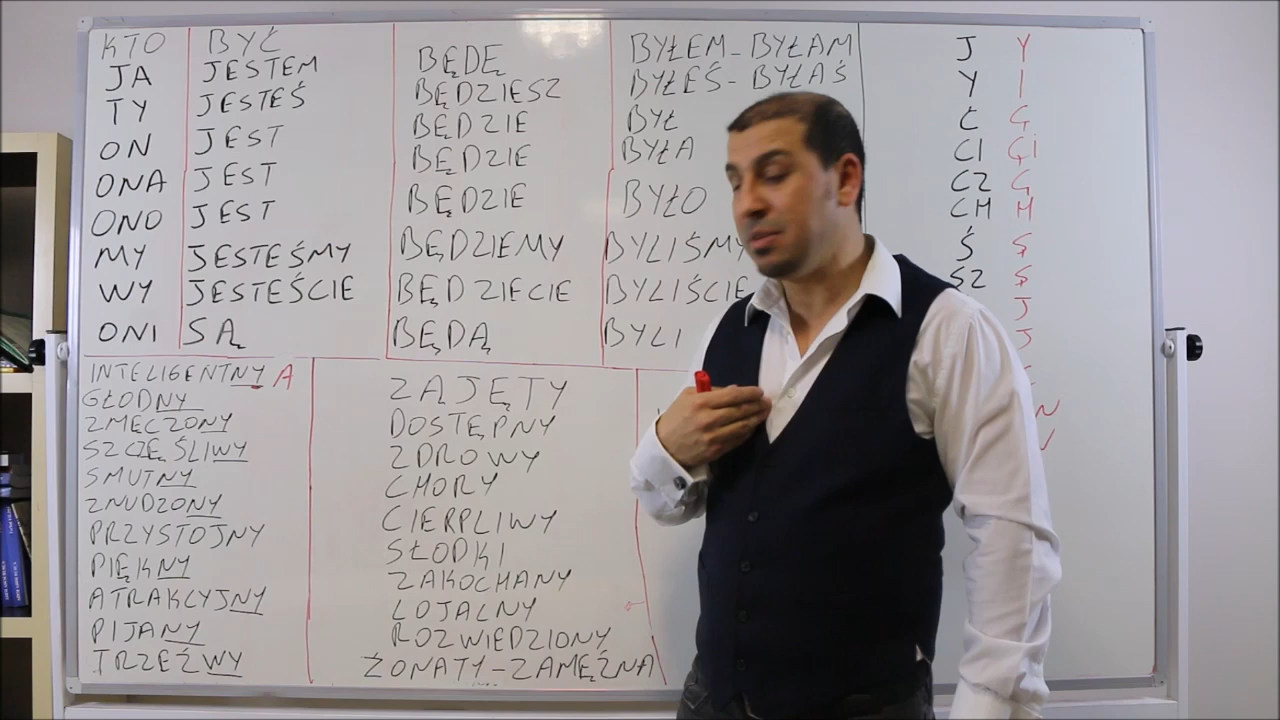 KTO BYĆ
JA JESTEM BĘDĘ BYŁEM-BYŁAM J Y
TY JESTEŚ BĘDZIESZ BYŁEŚ-BYŁAŚ Y I
ON JEST BĘDZIE BYŁ Ć Ç
ONA JEST BĘDZIE BYŁA CI Çİ
ONO JEST BĘDZIE BYŁO CZ Ç
CH H
MY JESTEŚMY BĘDZIEMY BYLIŚMY Ś Ş
WY JESTEŚCIE BĘDZIECIE BYLIŚCIE SZ Ş
J
ONI SĄ BĘDĄ BYLI J
INTELIGENTNY A
GŁODNY
ZMECZONY
SZCZĘŚLIWY
SMUTNY
ZNUDZONY
PRZYSTOJNY
PIĘKNY
ATRAKCYJNY
PIJANY
TRZEŹWY
ZAJĘTY
DOSTĘPNY
ZDROWY
CHORY
CIERPLIWY
SŁODKI
ZAKOCHANY
LOJALNY
ROZWIEDZIONY
ŻONATY-ZAMĘŻNA
N